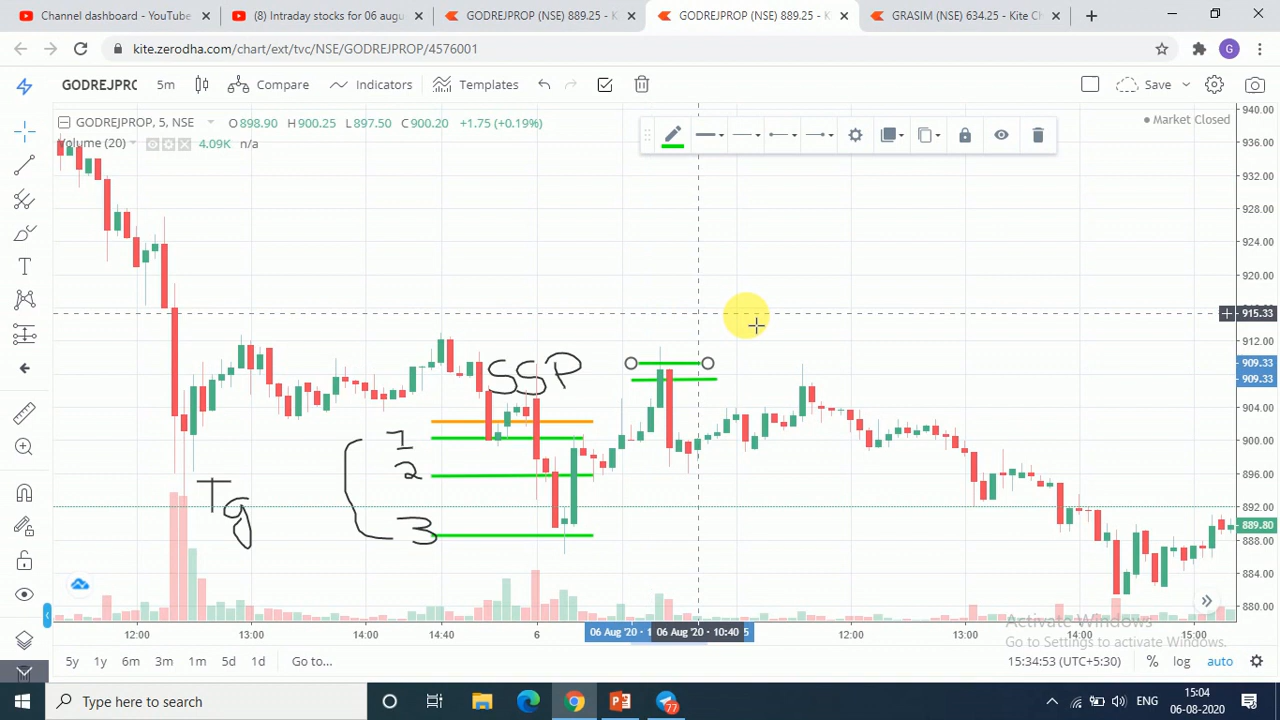 Channel dashboard - YouTube
(8) Intraday stocks for 06 augu
GODREJPROP (NSE) 889.25 - K
GODREJPROP (NSE) 889.25 - K
GRASIM (NSE) 634.25 - Kite Ch
kite.zerodha.com/chart/ext/tvc/NSE/GODREJPROP/4576001
G
GODREJPRC
5m
Compare
Indicators
Templates
Save
GODREJPROP, 5, NSE
O898.90 H900.25 L897.50 C900.20 +1.75 (+0.19%)
Volume (20) 4.09K n/a
Market Closed
940.00
936.00
932.00
928.00
924.00
920.00
915.33
912.00
909.33
909.33
904.00
900.00
896.00
892.00
889.80
888.00
884.00
880.00
SSP
1
2
3
Tg
12:00 13:00 14:00 14:40 6 06 Aug '20 - 1 06 Aug '20 - 10:40 5 12:00 13:00 14:00 15:00
Activate Windows
Go to Settings to activate Windows.
5y 1y 6m 3m 1m 5d 1d Go to...
15:34:53 (UTC+5:30) % log auto
Type here to search
77
ENG
15:04
06-08-2020